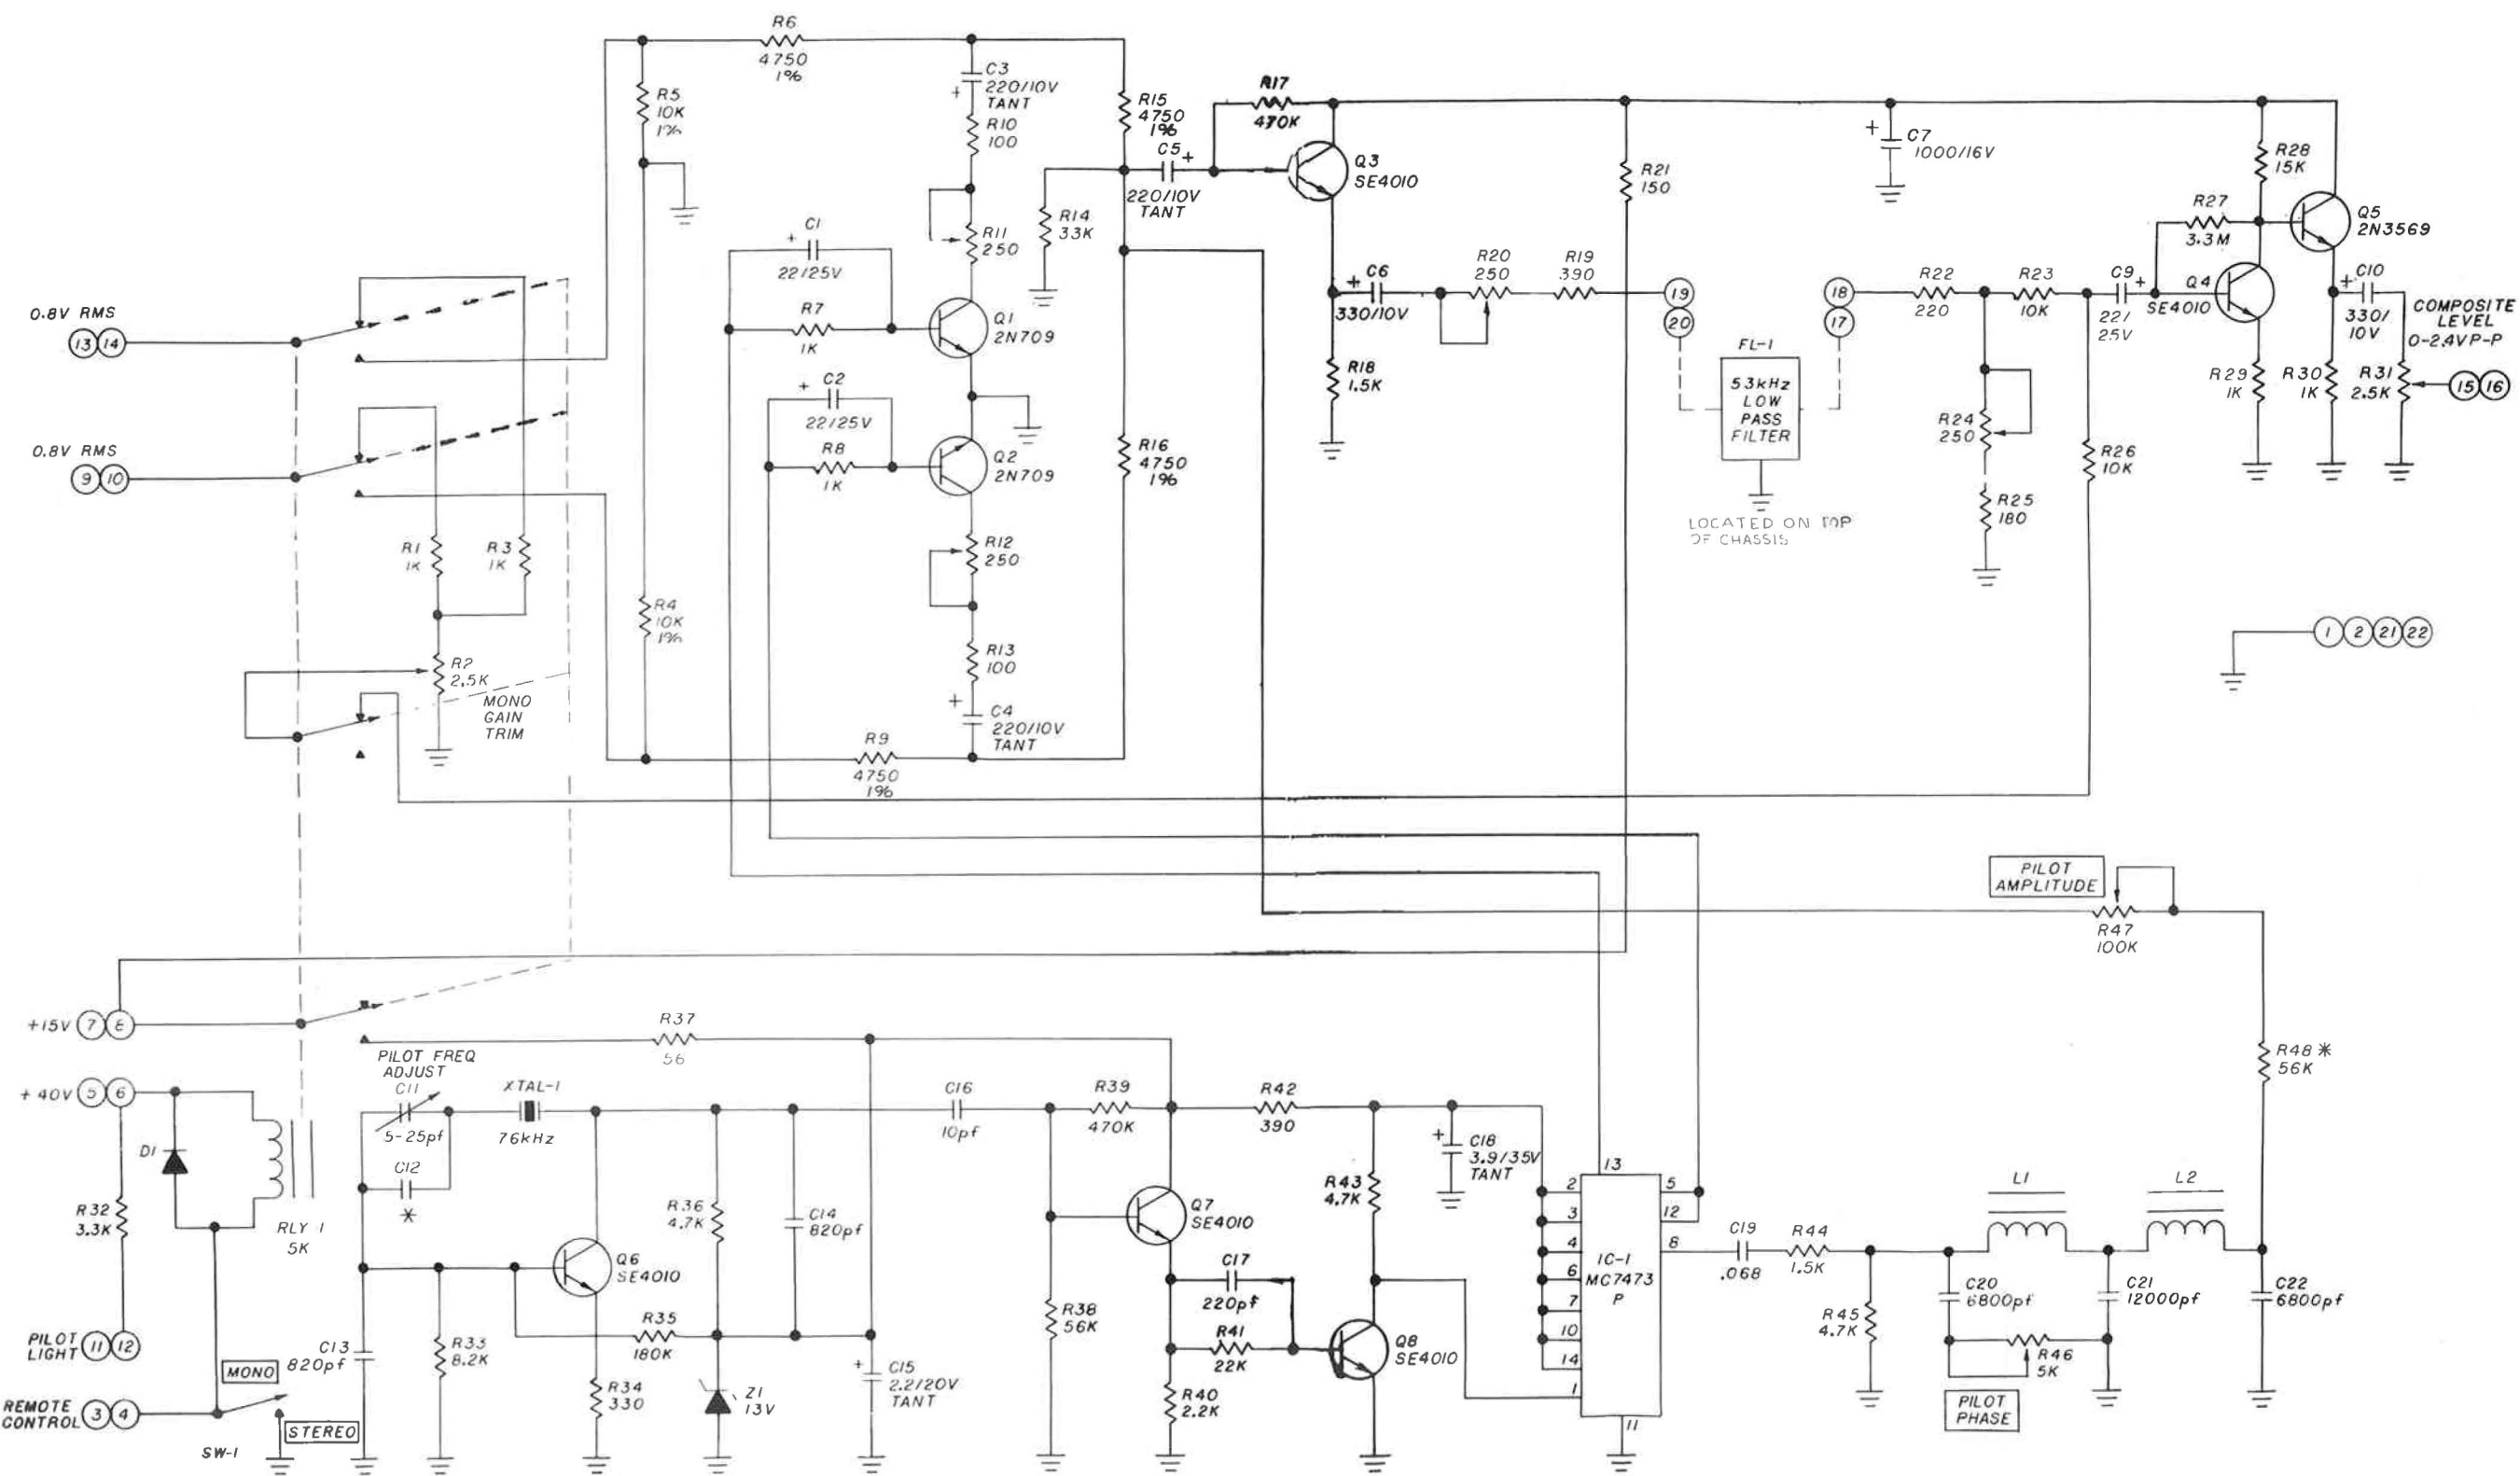 R6
4750
1%
R5
10K
1%
C3
+
220/10V
TANT
R10
100
R15
4750
1%
R17
470K
C5
+
220/10V
TANT
Q3
SE4010
R21
150
+
C7
1000/16V
R28
15K
R27
3.3M
Q5
2N3569
C1
+
22/25V
R11
250
R14
33K
R7
1K
Q1
2N709
+
C6
330/10V
R20
250
R19
390
19
20
18
17
R22
220
R23
10K
C9
+
22/
25V
Q4
SE4010
+
C10
330/
10V
COMPOSITE
LEVEL
0-2.4V P-P
0.8V RMS
13
14
FL-1
53kHz
LOW
PASS
FILTER
LOCATED ON TOP
OF CHASSIS
R18
1.5K
R29
1K
R30
1K
R31
2.5K
15
16
C2
+
22/25V
R8
1K
Q2
2N709
R16
4750
1%
R24
250
R26
10K
0.8V RMS
9
10
R25
180
R1
1K
R3
1K
R12
250
R4
10K
1%
R13
100
R2
2.5K
MONO
GAIN
TRIM
+
C4
220/10V
TANT
R9
4750
1%
1
2
21
22
PILOT
AMPLITUDE
R47
100K
+15V
7
8
R37
56
R48 *
56K
PILOT FREQ
ADJUST
C11
5-25pf
XTAL-1
76kHz
C12
*
+40V
5
6
D1
R32
3.3K
RLY 1
5K
C16
10pf
R39
470K
R42
390
+
C18
3.9/35V
TANT
R36
4.7K
C14
820pf
Q7
SE4010
R43
4.7K
13
2
3
4
6
7
10
14
1
5
12
8
11
IC-1
MC7473
P
C19
.068
R44
1.5K
L1
L2
Q6
SE4010
C17
220pf
R45
4.7K
C20
6800pf
C21
12000pf
C22
6800pf
R46
5K
PILOT
PHASE
PILOT
LIGHT
11
12
C13
820pf
R33
8.2K
R35
180K
R38
56K
R41
22K
Q8
SE4010
MONO
R34
330
Z1
13V
+
C15
2.2/20V
TANT
R40
2.2K
REMOTE
CONTROL
3
4
STEREO
SW-1